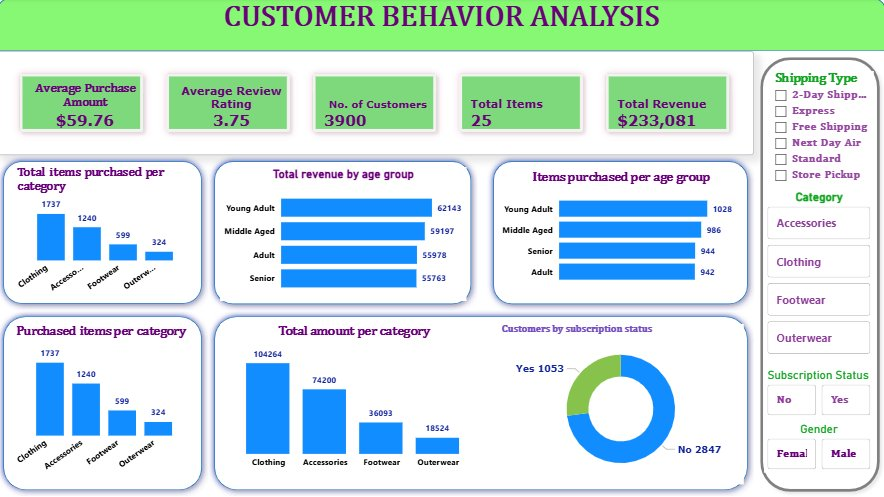 CUSTOMER BEHAVIOR ANALYSIS
Average Purchase
Amount
$59.76
Average Review
Rating
3.75
No. of Customers
3900
Total Items
25
Total Revenue
$233,081
Shipping Type
2-Day Shipp...
Express
Free Shipping
Next Day Air
Standard
Store Pickup
Category
Accessories
Clothing
Footwear
Outerwear
Subscription Status
No
Yes
Gender
Femal
Male
Total items purchased per
category
1737
1240
599
324
Clothing
Accesso...
Footwear
Outerw...
Total revenue by age group
Young Adult 62143
Middle Aged 59197
Adult 55978
Senior 55763
Items purchased per age group
Young Adult 1028
Middle Aged 986
Senior 944
Adult 942
Purchased items per category
1737
1240
599
324
Clothing
Accessories
Footwear
Outerwear
Total amount per category
104264
74200
36093
18524
Clothing
Accessories
Footwear
Outerwear
Customers by subscription status
Yes 1053
No 2847